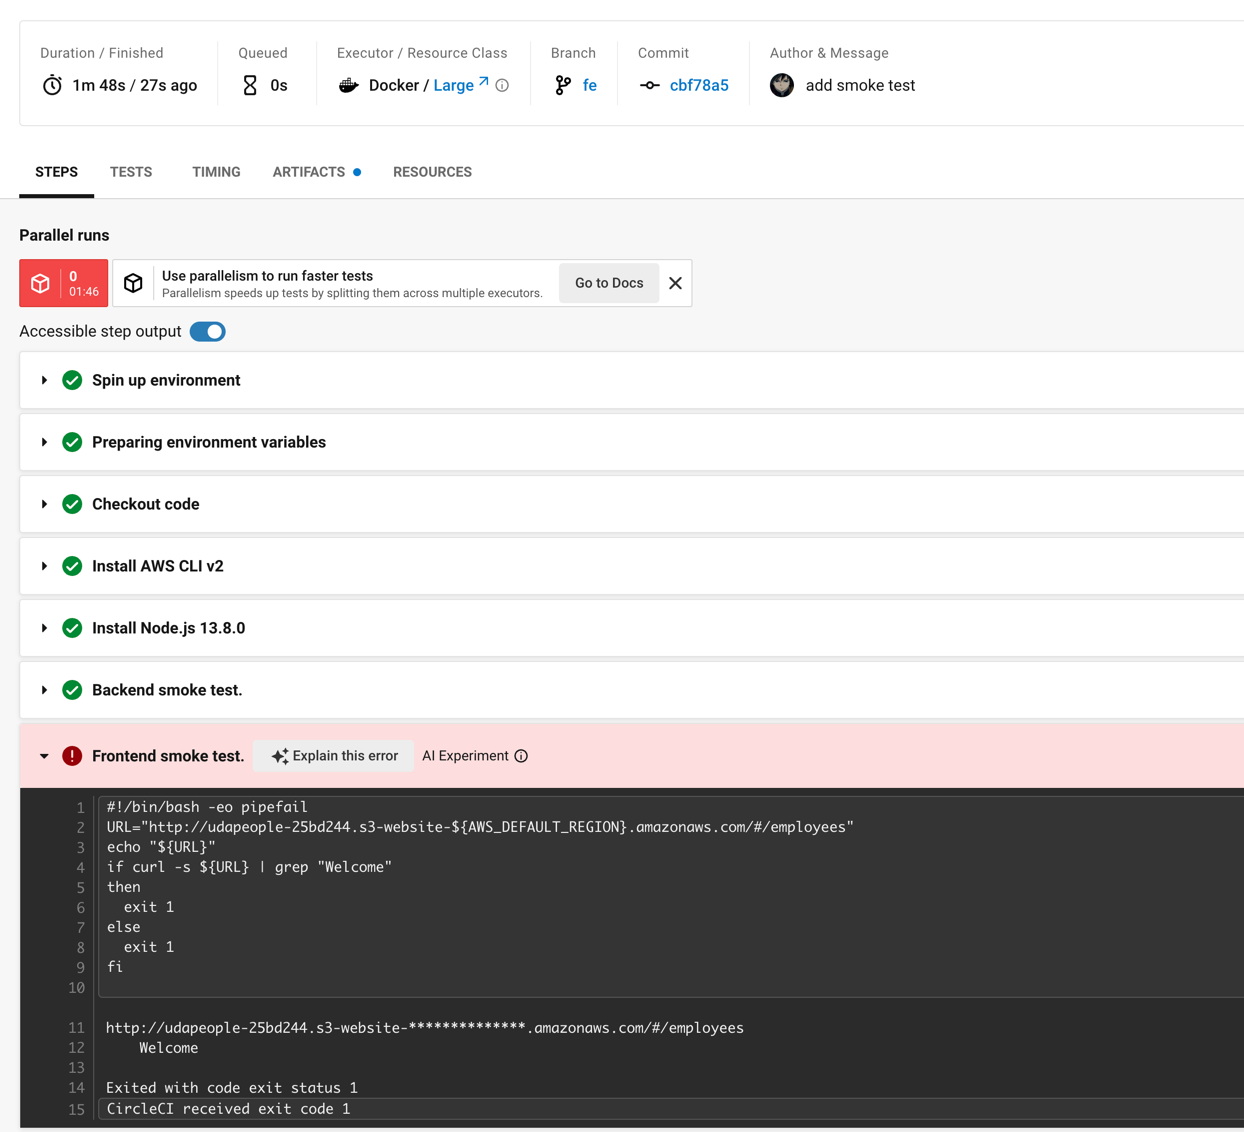 Duration / Finished
1m 48s / 27s ago
Queued
0s
Executor / Resource Class
Docker / Large
Branch
fe
Commit
cbf78a5
Author & Message
add smoke test
STEPS
TESTS
TIMING
ARTIFACTS
RESOURCES
Parallel runs
0
01:46
Use parallelism to run faster tests
Parallelism speeds up tests by splitting them across multiple executors.
Go to Docs
Accessible step output
Spin up environment
Preparing environment variables
Checkout code
Install AWS CLI v2
Install Node.js 13.8.0
Backend smoke test.
Frontend smoke test.
Explain this error
AI Experiment
1 #!/bin/bash -eo pipefail
2 URL="http://udapeople-25bd244.s3-website-${AWS_DEFAULT_REGION}.amazonaws.com/#/employees"
3 echo "${URL}"
4 if curl -s ${URL} | grep "Welcome"
5 then
6   exit 1
7 else
8   exit 1
9 fi
10
11 http://udapeople-25bd244.s3-website-**************.amazonaws.com/#/employees
12     Welcome
13
14 Exited with code exit status 1
15 CircleCI received exit code 1